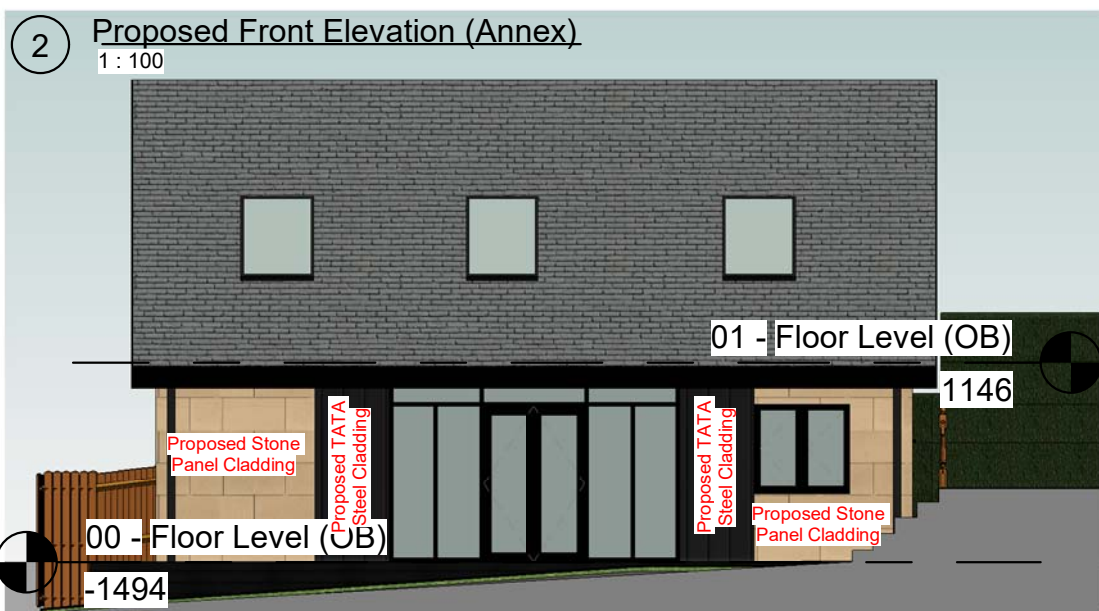 2
Proposed Front Elevation (Annex)
1 : 100
01 - Floor Level (OB)
1146
Proposed Stone
Panel Cladding
Proposed TATA
Steel Cladding
Proposed TATA
Steel Cladding
Proposed Stone
Panel Cladding
00 - Floor Level (OB)
-1494